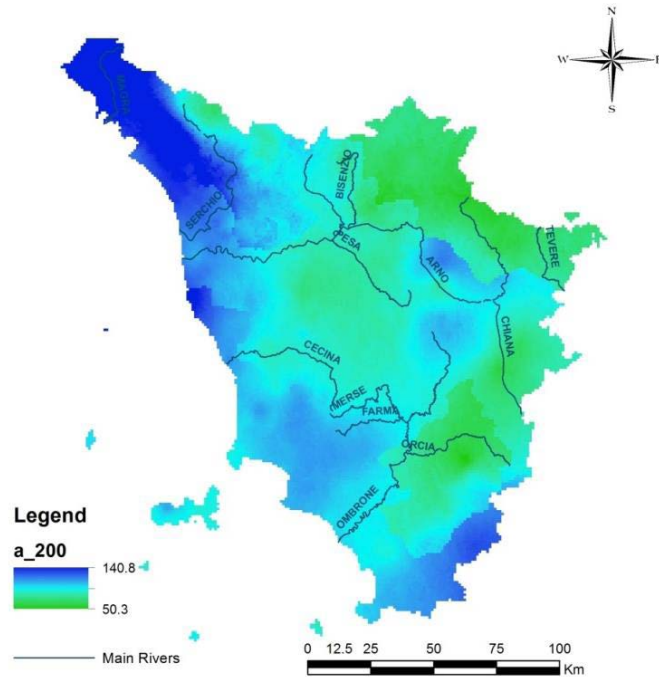 N
W
E
S
MAGRA
SERCHIO
BISENZIO
PESA
ARNO
TEVERE
CHIANA
CECINA
MERSE
FARMA
ORCIA
OMBRONE
Legend
a_200
140.8
50.3
Main Rivers
0 12.5 25 50 75 100
Km